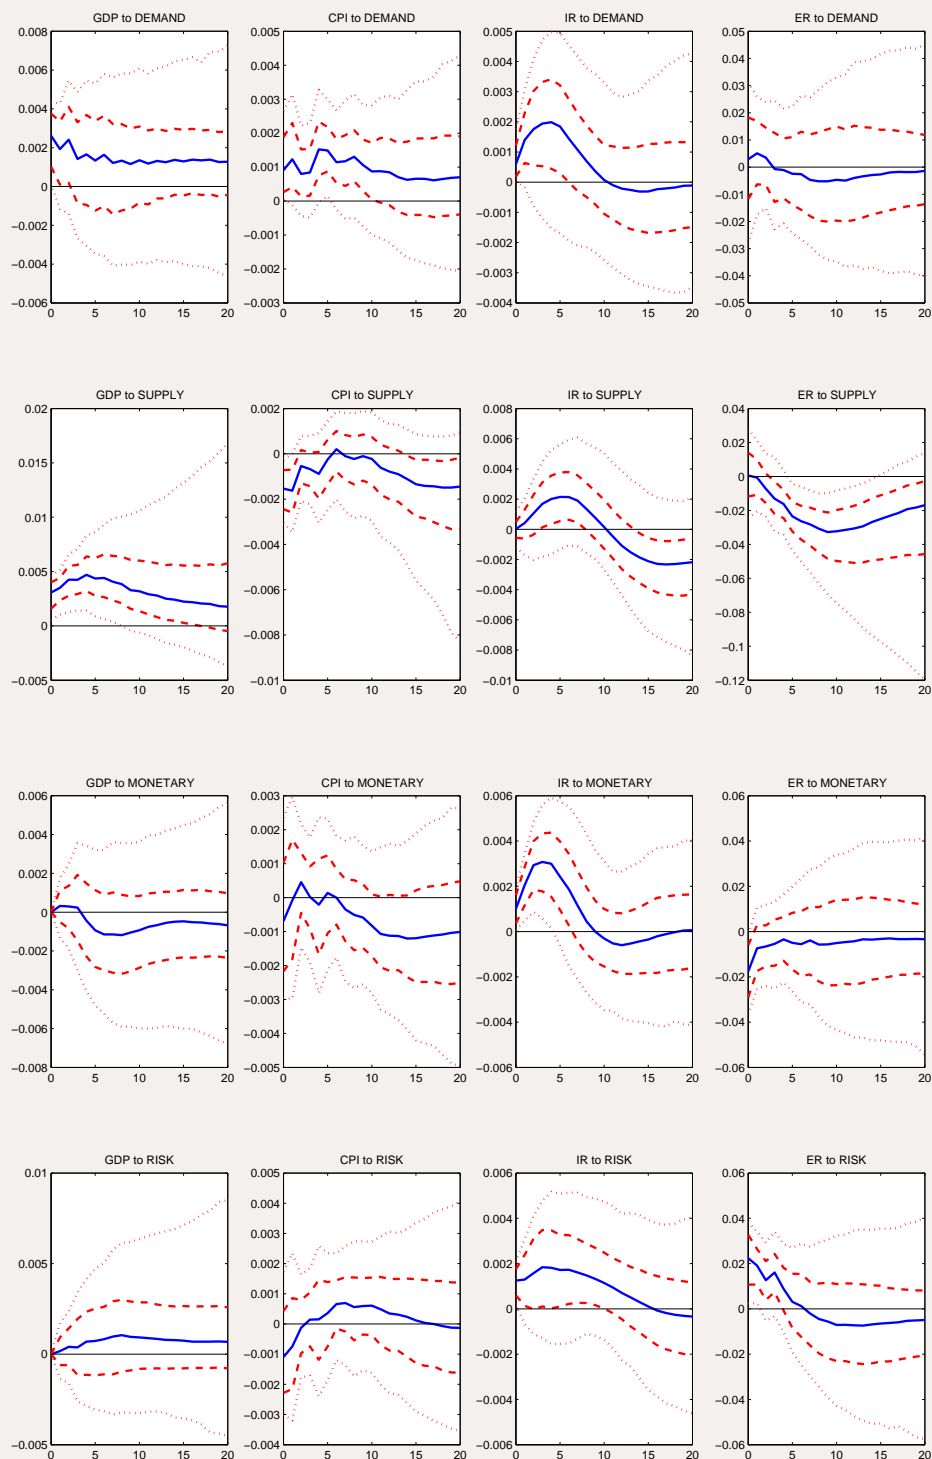 GDP to DEMAND CPI to DEMAND IR to DEMAND ER to DEMAND
0.008 0.005 0.005 0.05
0.006 0.004 0.004 0.04
0.004 0.003 0.003 0.03
0.002 0.002 0.002 0.02
0 0.001 0.001 0.01
−0.002 0 0 0
−0.004 −0.001 −0.001 −0.01
−0.006 −0.002 −0.002 −0.02
−0.003 −0.003 −0.03
−0.004 −0.04
−0.05
0 5 10 15 20 0 5 10 15 20 0 5 10 15 20 0 5 10 15 20
GDP to SUPPLY CPI to SUPPLY IR to SUPPLY ER to SUPPLY
0.02 0.002 0.008 0.04
0.015 0 0.006 0.02
0.01 −0.002 0.004 0
0.005 −0.004 0.002 −0.02
0 −0.006 0 −0.04
−0.005 −0.008 −0.002 −0.06
−0.01 −0.004 −0.08
−0.006 −0.1
−0.008 −0.12
−0.01
0 5 10 15 20 0 5 10 15 20 0 5 10 15 20 0 5 10 15 20
GDP to MONETARY CPI to MONETARY IR to MONETARY ER to MONETARY
0.006 0.003 0.006 0.06
0.004 0.002 0.004 0.04
0.002 0.001 0.002 0.02
0 0 0 0
−0.002 −0.001 −0.002 −0.02
−0.004 −0.002 −0.004 −0.04
−0.006 −0.003 −0.006 −0.06
−0.008 −0.004
−0.005
0 5 10 15 20 0 5 10 15 20 0 5 10 15 20 0 5 10 15 20
GDP to RISK CPI to RISK IR to RISK ER to RISK
0.01 0.005 0.006 0.06
0.005 0.004 0.004 0.04
0 0.003 0.002 0.02
−0.005 0.002 0 0
0.001 −0.002 −0.02
0 −0.004 −0.04
−0.001 −0.006 −0.06
−0.002
−0.003
−0.004
0 5 10 15 20 0 5 10 15 20 0 5 10 15 20 0 5 10 15 20